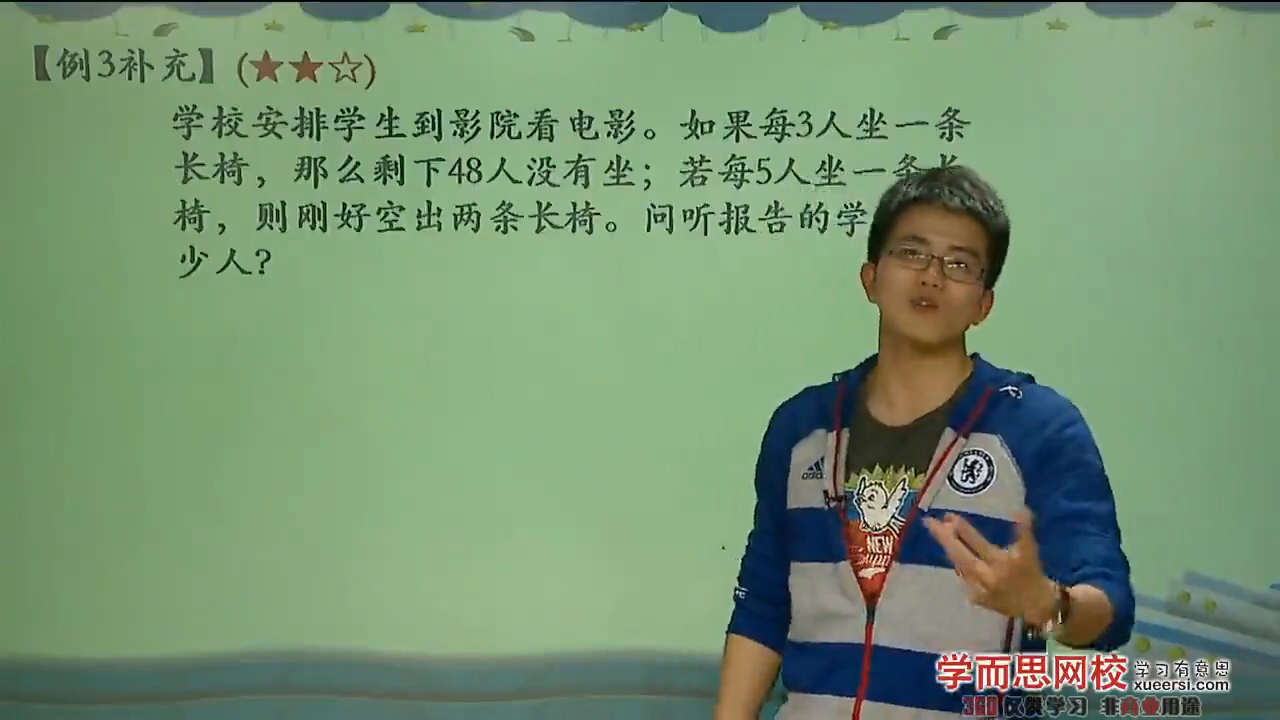 【例3补充】(★★☆)
学校安排学生到影院看电影。如果每3人坐一条
长椅，那么剩下48人没有坐；若每5人坐一条长
椅，则刚好空出两条长椅。问听报告的学
少人？
adidas
NEW
学而思网校 学习有意思
xueersi.com
360 仅供学习 非商业用途